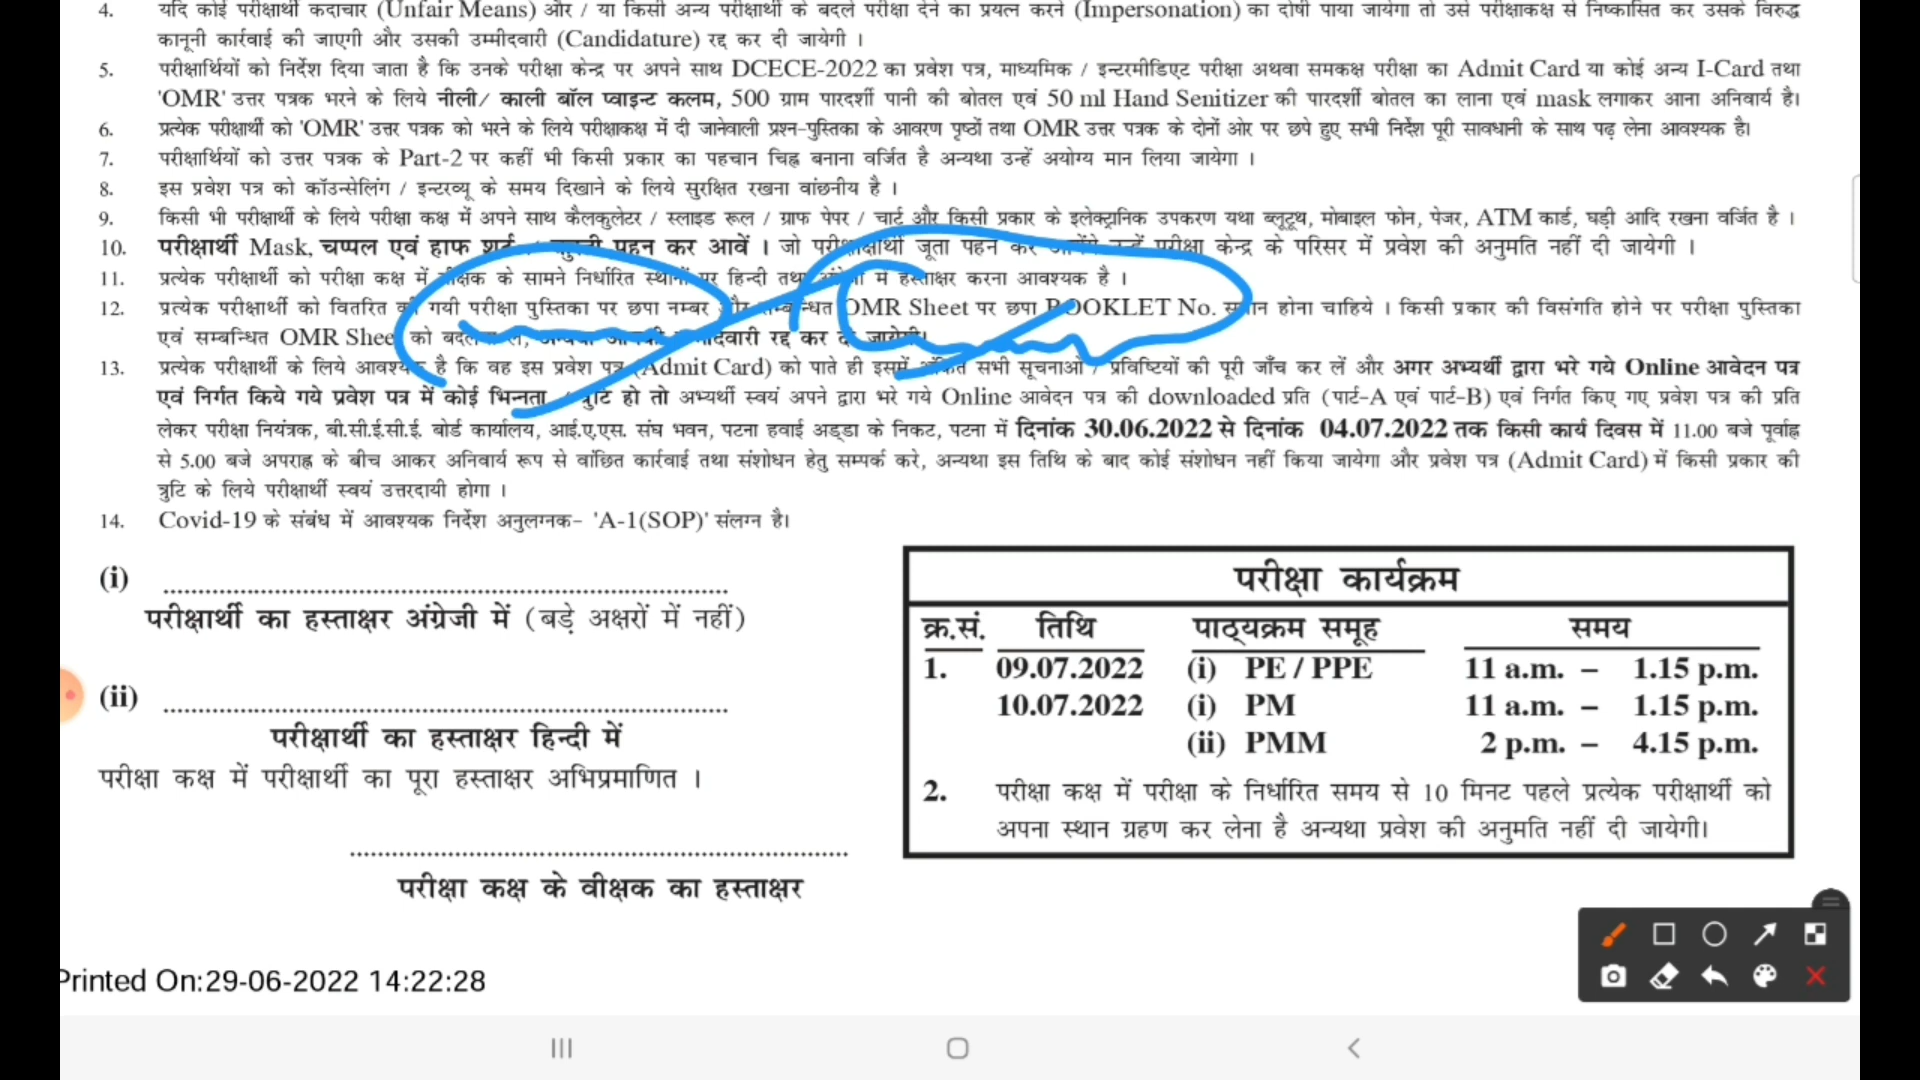 4. यदि कोई परीक्षार्थी कदाचार (Unfair Means) और / या किसी अन्य परीक्षार्थी के बदले परीक्षा देने का प्रयत्न करने (Impersonation) का दोषी पाया जायेगा तो उसे परीक्षाकक्ष से निष्कासित कर उसके विरुद्ध
कानूनी कार्रवाई की जाएगी और उसकी उम्मीदवारी (Candidature) रद्द कर दी जायेगी ।
5. परीक्षार्थियों को निर्देश दिया जाता है कि उनके परीक्षा केन्द्र पर अपने साथ DCECE-2022 का प्रवेश पत्र, माध्यमिक / इन्टरमीडिएट परीक्षा अथवा समकक्ष परीक्षा का Admit Card या कोई अन्य I-Card तथा
'OMR' उत्तर पत्रक भरने के लिये नीली/ काली बॉल प्वाइन्ट कलम, 500 ग्राम पारदर्शी पानी की बोतल एवं 50 ml Hand Senitizer की पारदर्शी बोतल का लाना एवं mask लगाकर आना अनिवार्य है।
6. प्रत्येक परीक्षार्थी को 'OMR' उत्तर पत्रक को भरने के लिये परीक्षाकक्ष में दी जानेवाली प्रश्न-पुस्तिका के आवरण पृष्ठों तथा OMR उत्तर पत्रक के दोनों ओर पर छपे हुए सभी निर्देश पूरी सावधानी के साथ पढ़ लेना आवश्यक है।
7. परीक्षार्थियों को उत्तर पत्रक के Part-2 पर कहीं भी किसी प्रकार का पहचान चिह्न बनाना वर्जित है अन्यथा उन्हें अयोग्य मान लिया जायेगा ।
8. इस प्रवेश पत्र को कॉउन्सेलिंग / इन्टरव्यू के समय दिखाने के लिये सुरक्षित रखना वांछनीय है ।
9. किसी भी परीक्षार्थी के लिये परीक्षा कक्ष में अपने साथ कैलकुलेटर / स्लाइड रूल / ग्राफ पेपर / चार्ट और किसी प्रकार के इलेक्ट्रानिक उपकरण यथा ब्लूटूथ, मोबाइल फोन, पेजर, ATM कार्ड, घड़ी आदि रखना वर्जित है ।
10. परीक्षार्थी Mask, चप्पल एवं हाफ शर्ट पहन कर आवें । जो परीक्षार्थी जूता पहन कर परीक्षा केन्द्र के परिसर में प्रवेश की अनुमति नहीं दी जायेगी ।
11. प्रत्येक परीक्षार्थी को परीक्षा कक्ष में वीक्षक के सामने निर्धारित स्थानों पर हिन्दी तथा अंग्रेजी में हस्ताक्षर करना आवश्यक है ।
12. प्रत्येक परीक्षार्थी को वितरित की गयी परीक्षा पुस्तिका पर छपा नम्बर और सम्बन्धित OMR Sheet पर छपा BOOKLET No. समान होना चाहिये । किसी प्रकार की विसंगति होने पर परीक्षा पुस्तिका
एवं सम्बन्धित OMR Sheet को बदल रद्द कर दी जायेगी।
13. प्रत्येक परीक्षार्थी के लिये आवश्यक है कि वह इस प्रवेश पत्र (Admit Card) को पाते ही इसमें अंकित सभी सूचनाओं / प्रविष्टियों की पूरी जाँच कर लें और अगर अभ्यर्थी द्वारा भरे गये Online आवेदन पत्र
एवं निर्गत किये गये प्रवेश पत्र में कोई भिन्नता / त्रुटि हो तो अभ्यर्थी स्वयं अपने द्वारा भरे गये Online आवेदन पत्र की downloaded प्रति (पार्ट-A एवं पार्ट-B) एवं निर्गत किए गए प्रवेश पत्र की प्रति
लेकर परीक्षा नियंत्रक, बी.सी.ई.सी.ई. बोर्ड कार्यालय, आई.ए.एस. संघ भवन, पटना हवाई अड्डा के निकट, पटना में दिनांक 30.06.2022 से दिनांक 04.07.2022 तक किसी कार्य दिवस में 11.00 बजे पूर्वाह्न
से 5.00 बजे अपराह्न के बीच आकर अनिवार्य रूप से वांछित कार्रवाई तथा संशोधन हेतु सम्पर्क करे, अन्यथा इस तिथि के बाद कोई संशोधन नहीं किया जायेगा और प्रवेश पत्र (Admit Card) में किसी प्रकार की
त्रुटि के लिये परीक्षार्थी स्वयं उत्तरदायी होगा ।
14. Covid-19 के संबंध में आवश्यक निर्देश अनुलग्नक- 'A-1(SOP)' संलग्न है।
(i) ........................................
परीक्षार्थी का हस्ताक्षर अंग्रेजी में (बड़े अक्षरों में नहीं)
(ii) ........................................
परीक्षार्थी का हस्ताक्षर हिन्दी में
परीक्षा कक्ष में परीक्षार्थी का पूरा हस्ताक्षर अभिप्रमाणित ।
........................................
परीक्षा कक्ष के वीक्षक का हस्ताक्षर
परीक्षा कार्यक्रम
क्र.सं. तिथि पाठ्यक्रम समूह समय
1. 09.07.2022 (i) PE / PPE 11 a.m. – 1.15 p.m.
10.07.2022 (i) PM 11 a.m. – 1.15 p.m.
(ii) PMM 2 p.m. – 4.15 p.m.
2. परीक्षा कक्ष में परीक्षा के निर्धारित समय से 10 मिनट पहले प्रत्येक परीक्षार्थी को
अपना स्थान ग्रहण कर लेना है अन्यथा प्रवेश की अनुमति नहीं दी जायेगी।
Printed On:29-06-2022 14:22:28